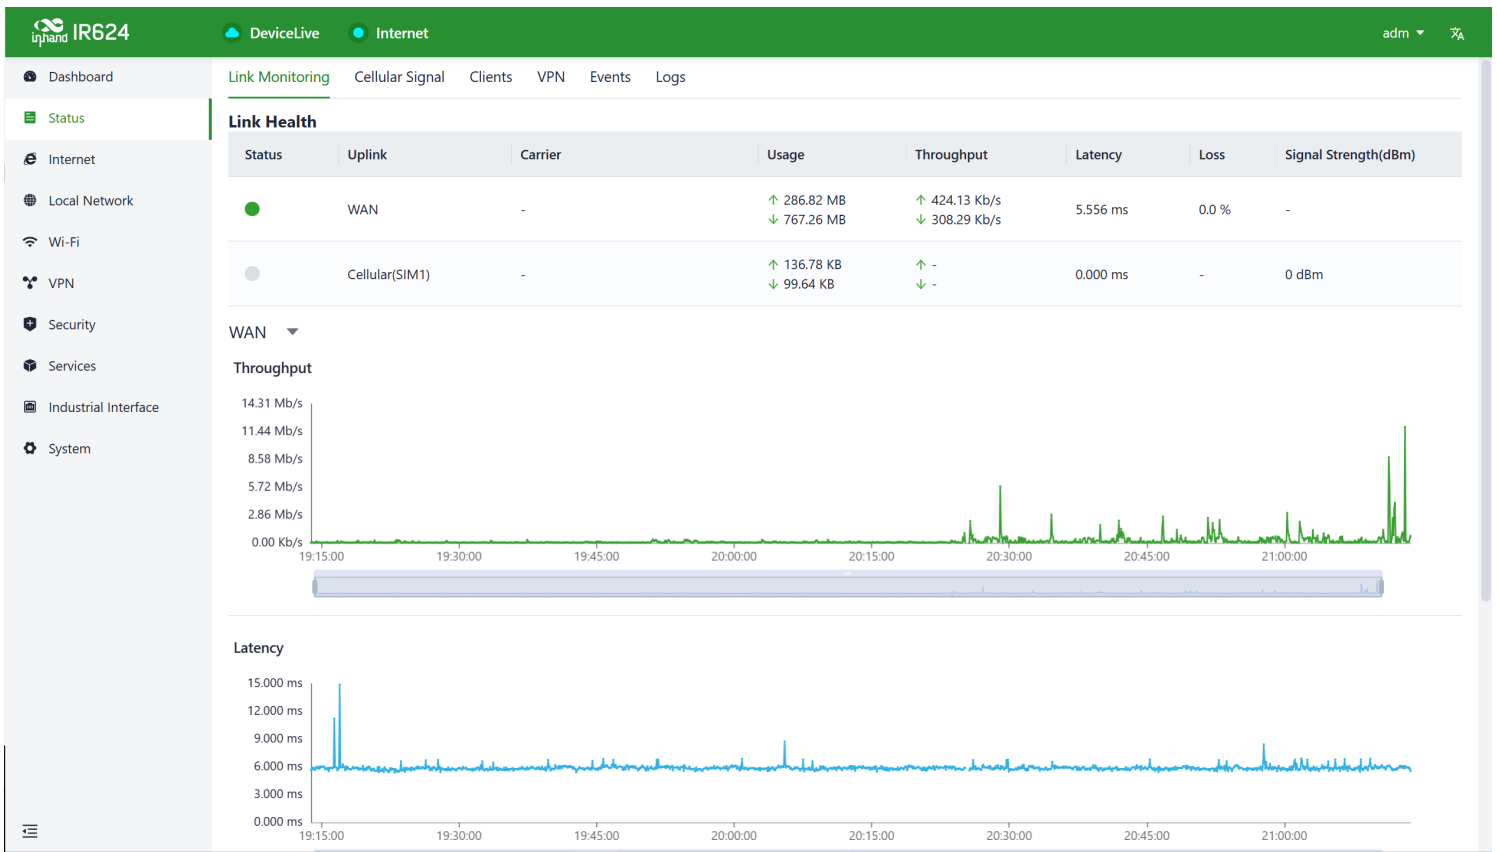 inhand IR624 DeviceLive Internet adm
Dashboard
Status
Internet
Local Network
Wi-Fi
VPN
Security
Services
Industrial Interface
System
Link Monitoring Cellular Signal Clients VPN Events Logs
Link Health
Status Uplink Carrier Usage Throughput Latency Loss Signal Strength(dBm)
WAN - ↑ 286.82 MB ↑ 424.13 Kb/s 5.556 ms 0.0 % -
↓ 767.26 MB ↓ 308.29 Kb/s
Cellular(SIM1) - ↑ 136.78 KB ↑ - 0.000 ms - 0 dBm
↓ 99.64 KB ↓ -
WAN
Throughput
14.31 Mb/s
11.44 Mb/s
8.58 Mb/s
5.72 Mb/s
2.86 Mb/s
0.00 Kb/s
19:15:00 19:30:00 19:45:00 20:00:00 20:15:00 20:30:00 20:45:00 21:00:00
Latency
15.000 ms
12.000 ms
9.000 ms
6.000 ms
3.000 ms
0.000 ms
19:15:00 19:30:00 19:45:00 20:00:00 20:15:00 20:30:00 20:45:00 21:00:00